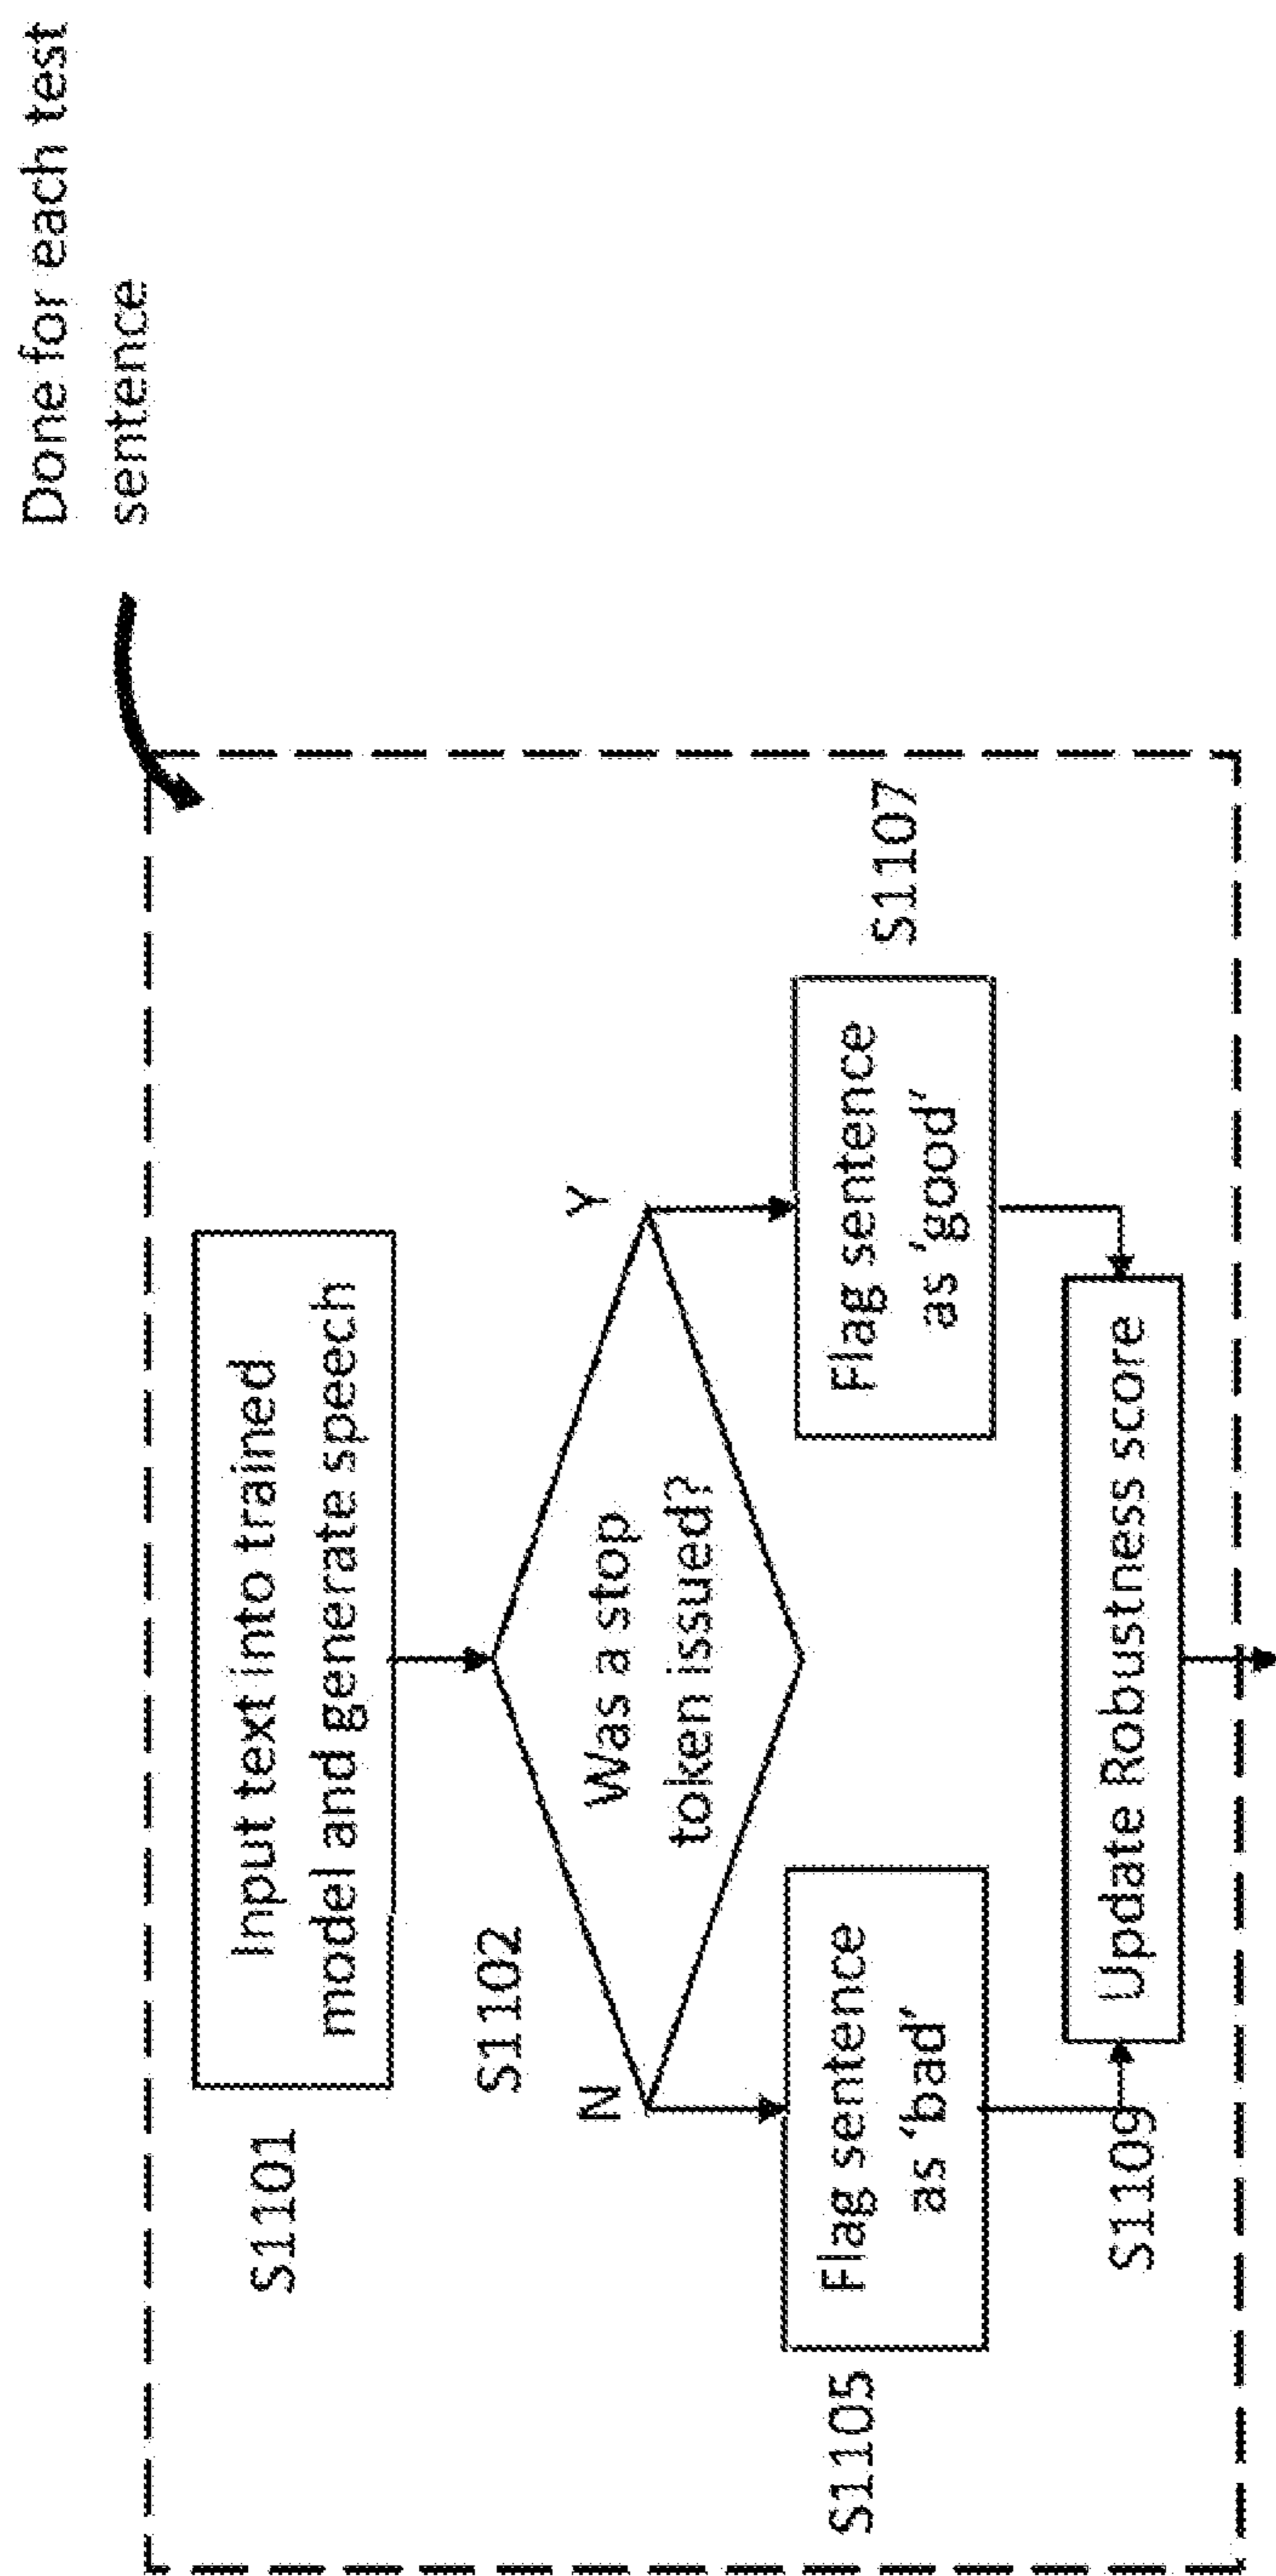 Done for each test
sentence
S1101
Input text into trained
model and generate speech
S1102
Was a stop
token issued?
N
Y
S1105
Flag sentence
as ‘bad’
Flag sentence
as ‘good’
S1107
S1109
Update Robustness score